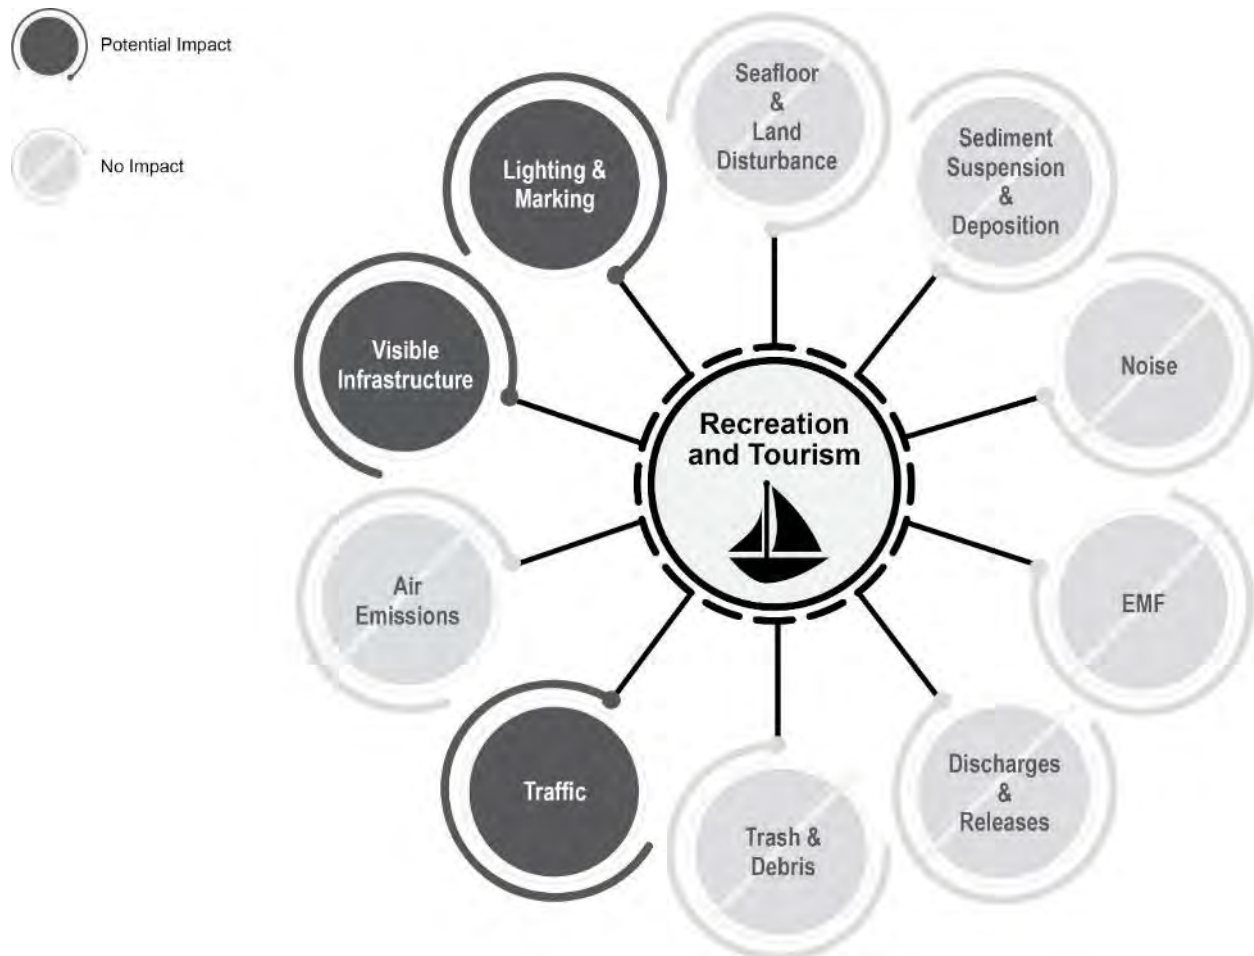 Potential Impact
No Impact
Seafloor
&
Land
Disturbance
Sediment
Suspension
&
Deposition
Noise
EMF
Discharges
&
Releases
Trash &
Debris
Traffic
Air
Emissions
Visible
Infrastructure
Lighting &
Marking
Recreation
and Tourism